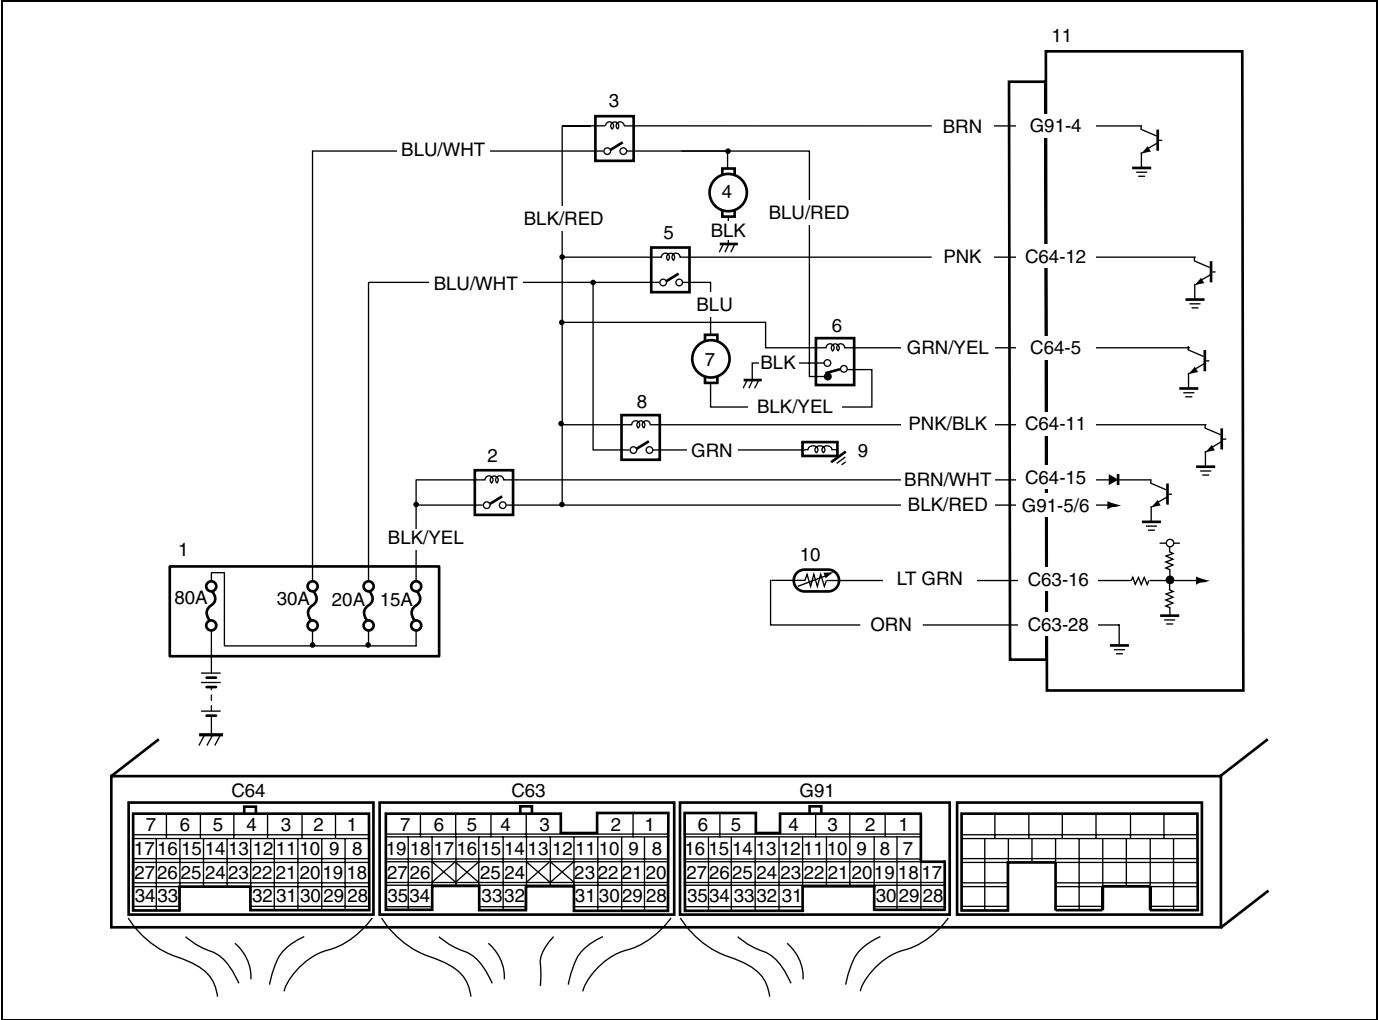 11
3
BRN G91-4
BLU/WHT
4
BLK/RED BLU/RED
5 BLK
PNK C64-12
BLU/WHT
BLU
6
7 BLK GRN/YEL C64-5
BLK/YEL
8
PNK/BLK C64-11
GRN 9
2
BRN/WHT C64-15
BLK/RED G91-5/6
BLK/YEL
1
10
LT GRN C63-16
80A 30A 20A 15A
ORN C63-28
C64 C63 G91
7 6 5 4 3 2 1 7 6 5 4 3 2 1 6 5 4 3 2 1
17 16 15 14 13 12 11 10 9 8 19 18 17 16 15 14 13 12 11 10 9 8 16 15 14 13 12 11 10 9 8 7
27 26 25 24 23 22 21 20 19 18 27 26 25 24 23 22 21 20 27 26 25 24 23 22 21 20 19 18 17
34 33 32 31 30 29 28 35 34 33 32 31 30 29 28 35 34 33 32 31 30 29 28